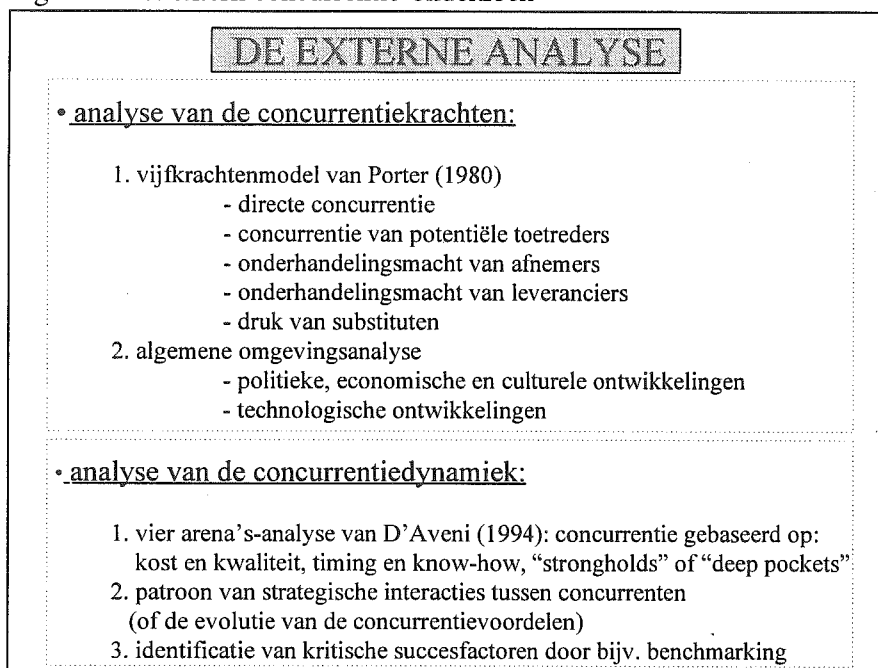 DE EXTERNE ANALYSE
• analyse van de concurrentiekrachten:
1. vijfkrachtenmodel van Porter (1980)
- directe concurrentie
- concurrentie van potentiële toetreders
- onderhandelingsmacht van afnemers
- onderhandelingsmacht van leveranciers
- druk van substituten
2. algemene omgevingsanalyse
- politieke, economische en culturele ontwikkelingen
- technologische ontwikkelingen
• analyse van de concurrentiedynamiek:
1. vier arena's-analyse van D'Aveni (1994): concurrentie gebaseerd op:
kost en kwaliteit, timing en know-how, “strongholds” of “deep pockets”
2. patroon van strategische interacties tussen concurrenten
(of de evolutie van de concurrentievoordelen)
3. identificatie van kritische succesfactoren door bijv. benchmarking